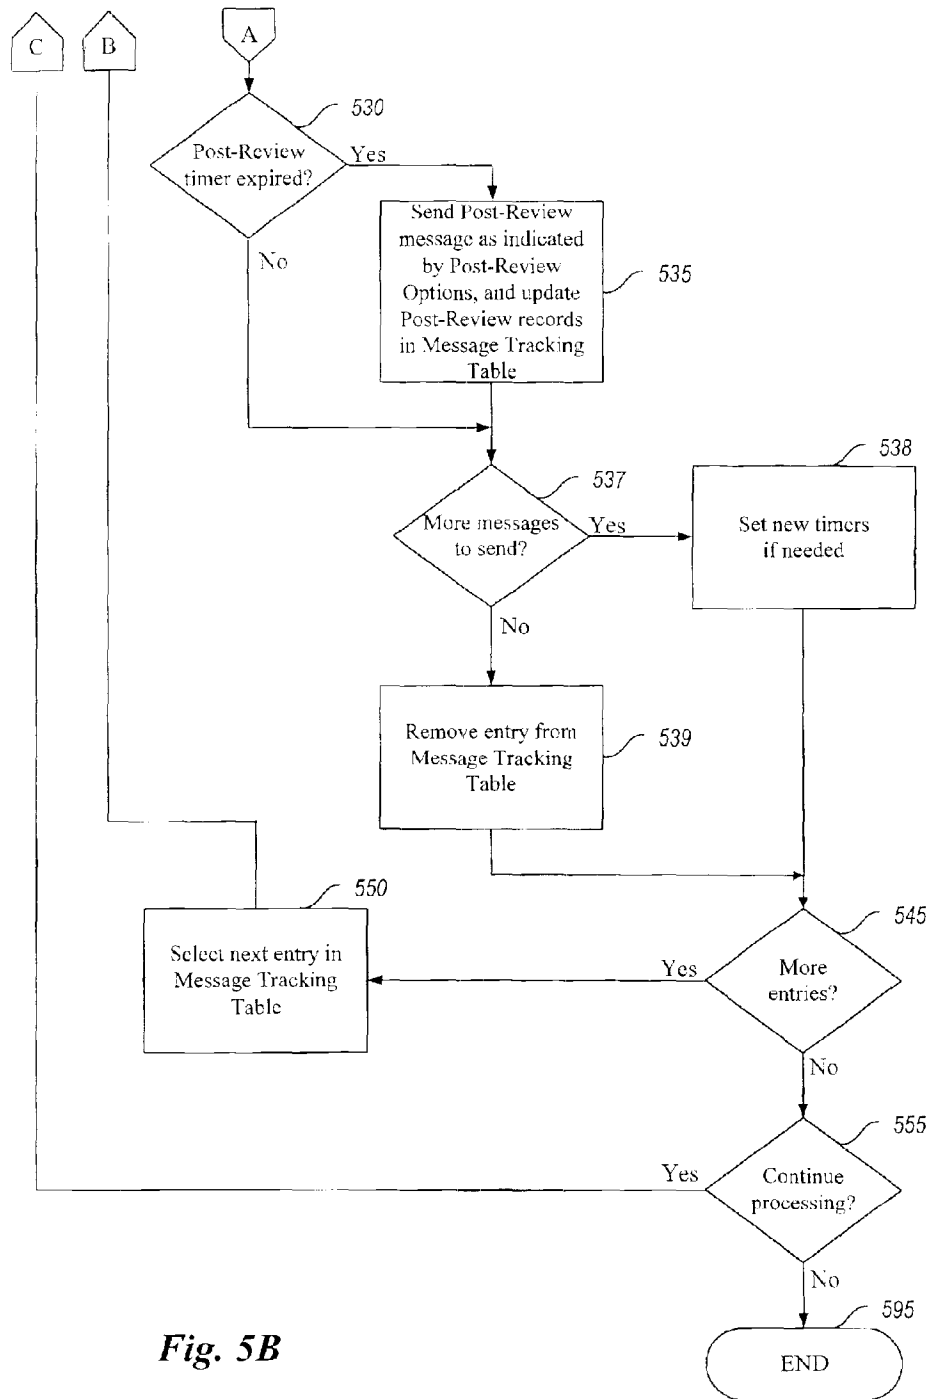 C
B
A
530
Post-Review
timer expired?
Yes
No
Send Post-Review
message as indicated
by Post-Review
Options, and update
Post-Review records
in Message Tracking
Table
535
537
More messages
to send?
Yes
No
538
Set new timers
if needed
Remove entry from
Message Tracking
Table
539
550
Select next entry in
Message Tracking
Table
545
More
entries?
Yes
No
555
Continue
processing?
Yes
No
595
END
Fig. 5B